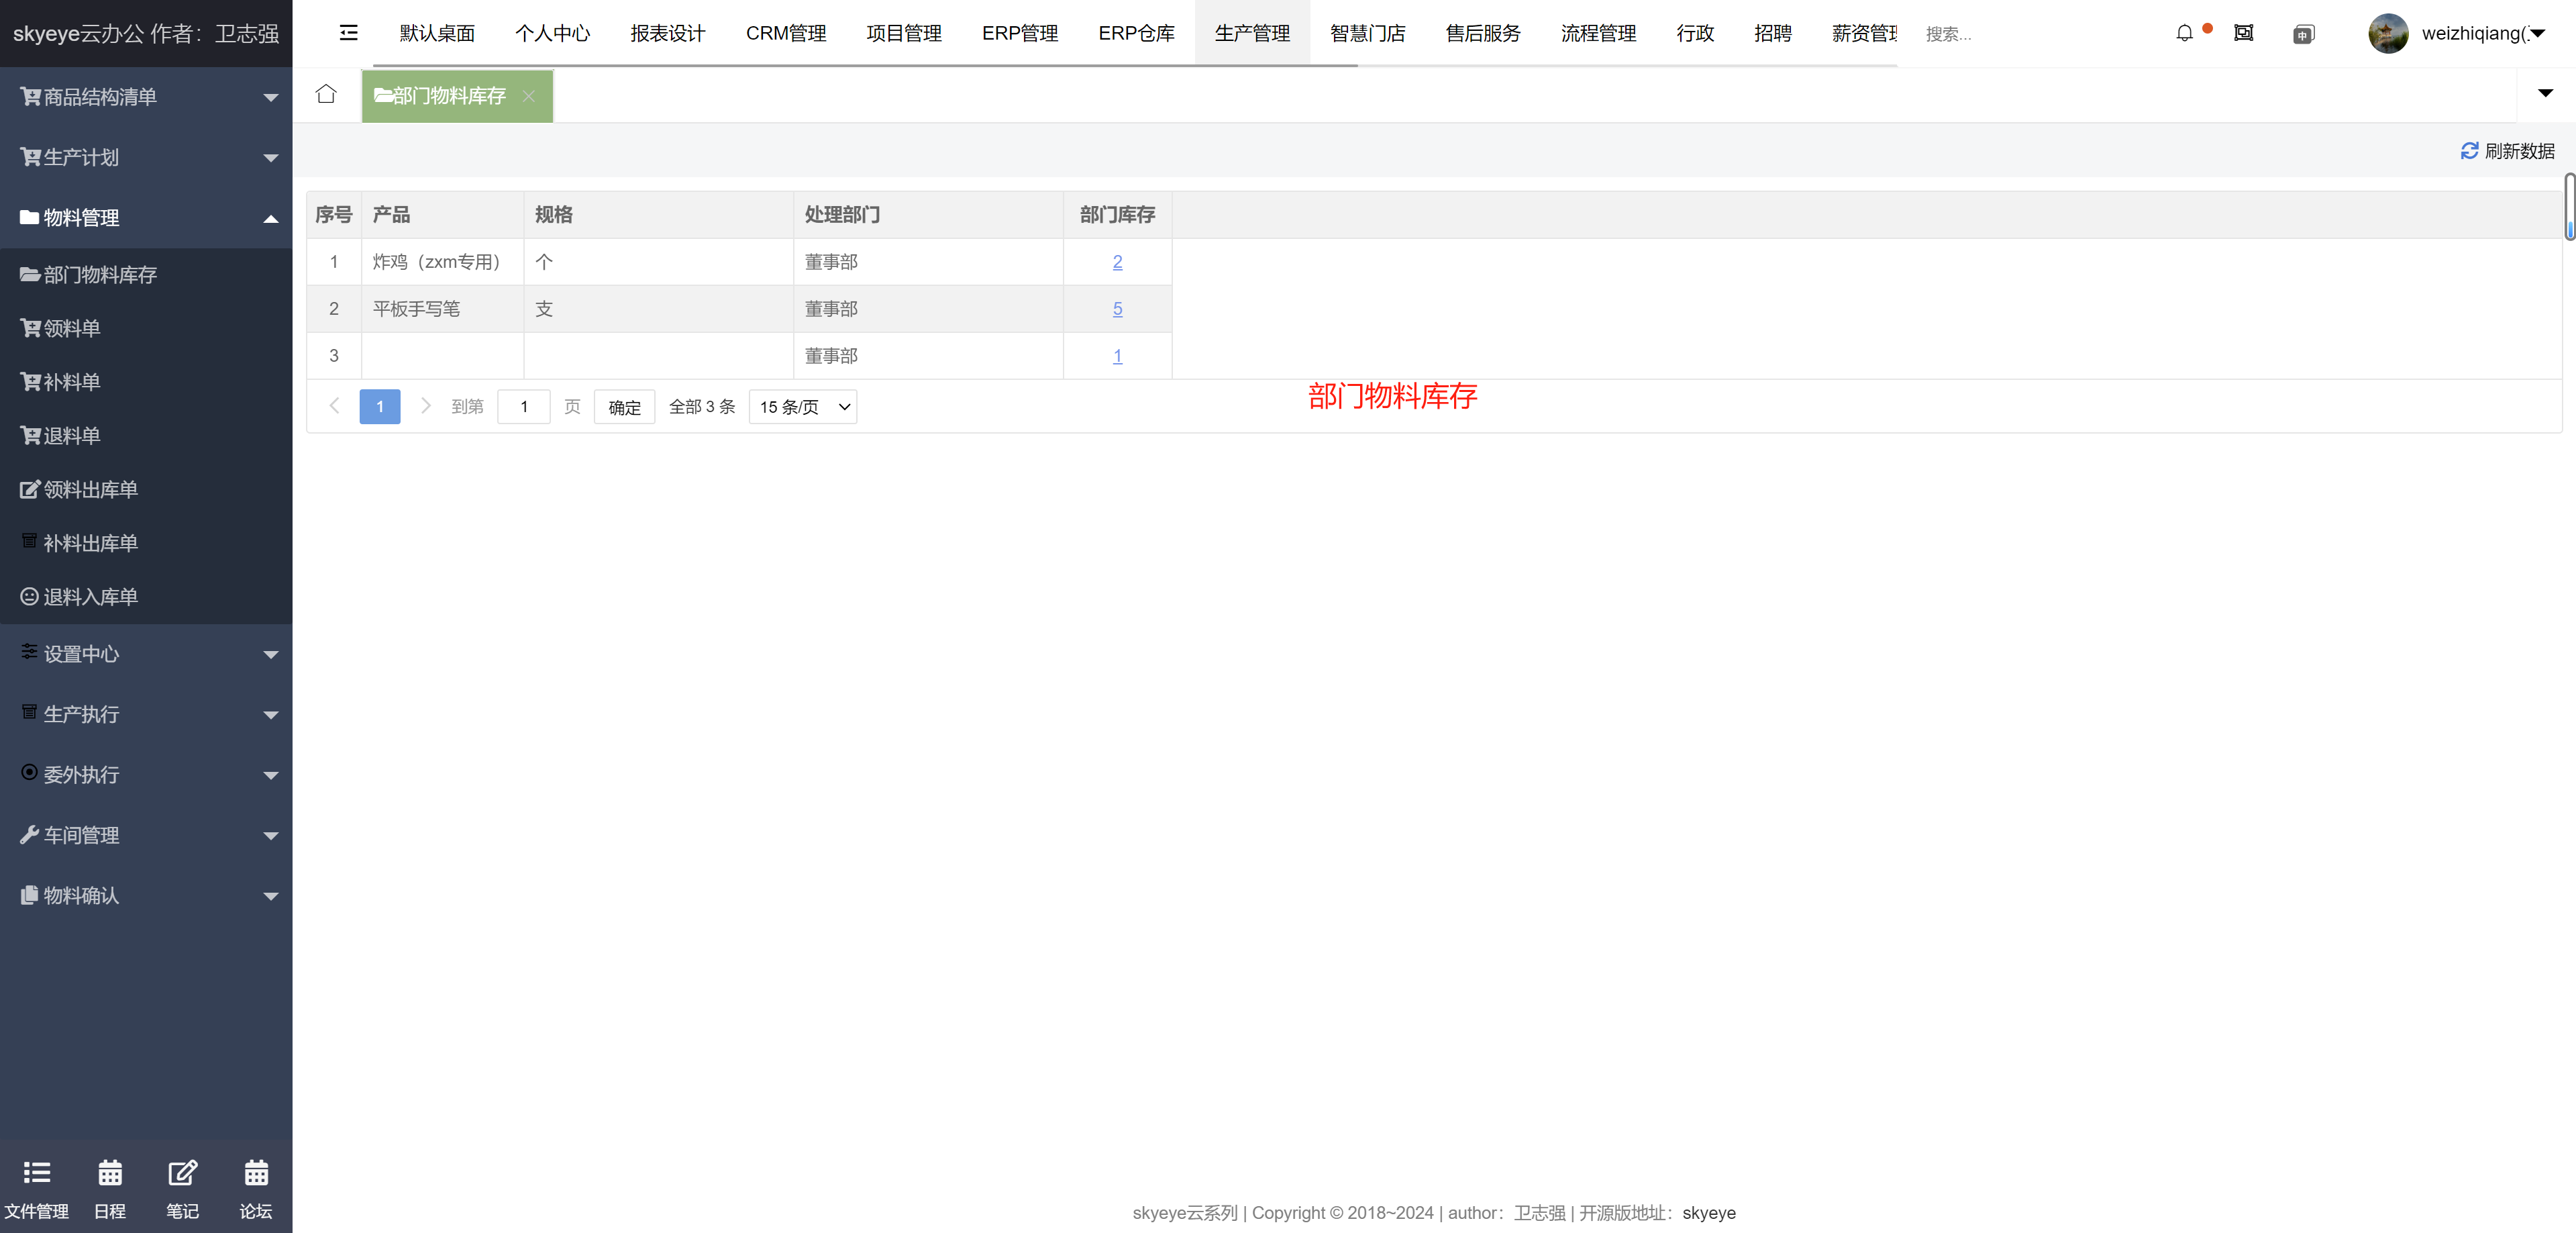 skyeye云办公 作者：卫志强
默认桌面 个人中心 报表设计 CRM管理 项目管理 ERP管理 ERP仓库 生产管理 智慧门店 售后服务 流程管理 行政 招聘 薪资管理 搜索... 中 weizhiqiang(
商品结构清单
生产计划
物料管理
部门物料库存
领料单
补料单
退料单
领料出库单
补料出库单
退料入库单
设置中心
生产执行
委外执行
车间管理
物料确认
文件管理 日程 笔记 论坛
部门物料库存
刷新数据
序号 产品 规格 处理部门 部门库存
1 炸鸡（zxm专用） 个 董事部 2
2 平板手写笔 支 董事部 5
3 董事部 1
1 到第 1 页 确定 全部 3 条 15 条/页
部门物料库存
skyeye云系列 | Copyright © 2018~2024 | author：卫志强 | 开源版地址：skyeye